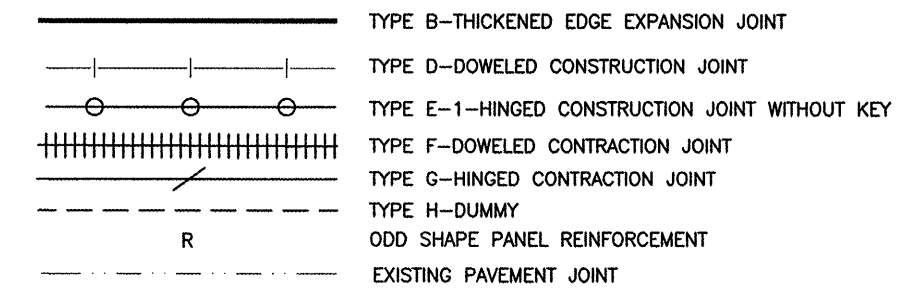 TYPE B-THICKENED EDGE EXPANSION JOINT
TYPE D-DOWELED CONSTRUCTION JOINT
TYPE E-1-HINGED CONSTRUCTION JOINT WITHOUT KEY
TYPE F-DOWELED CONTRACTION JOINT
TYPE G-HINGED CONTRACTION JOINT
TYPE H-DUMMY
R ODD SHAPE PANEL REINFORCEMENT
EXISTING PAVEMENT JOINT